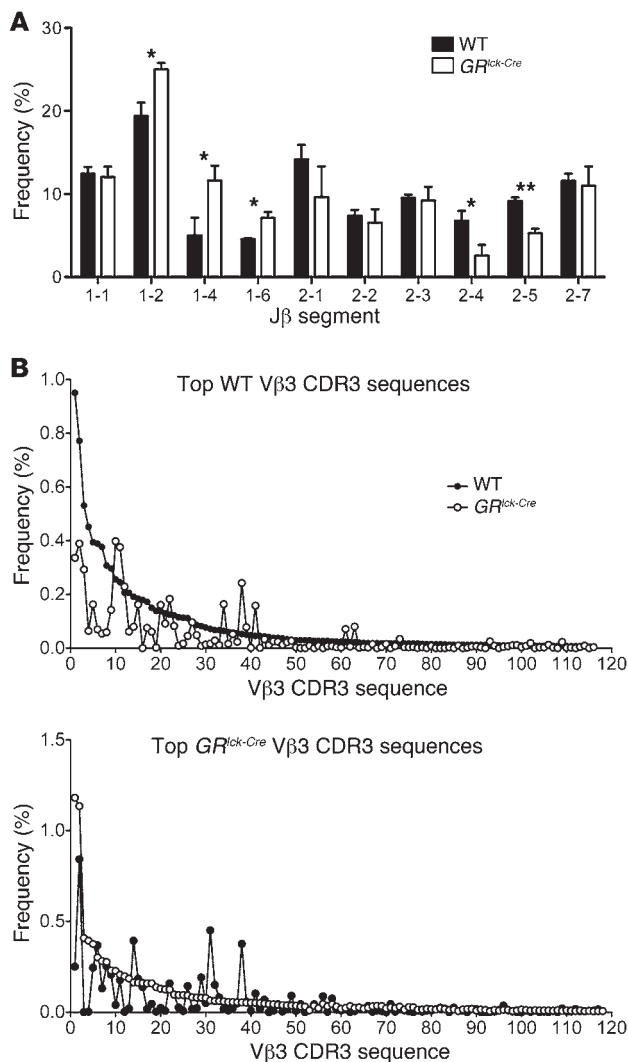 A
30
20
10
0
Frequency (%)
WT
GR^lck-Cre
* * * * **
1-1 1-2 1-4 1-6 2-1 2-2 2-3 2-4 2-5 2-7
Jβ segment
B
Top WT Vβ3 CDR3 sequences
1.0
0.8
0.6
0.4
0.2
0.0
Frequency (%)
WT
GR^lck-Cre
0 10 20 30 40 50 60 70 80 90 100 110 120
Vβ3 CDR3 sequence
Top GR^lck-Cre Vβ3 CDR3 sequences
1.5
1.0
0.5
0.0
Frequency (%)
0 10 20 30 40 50 60 70 80 90 100 110 120
Vβ3 CDR3 sequence